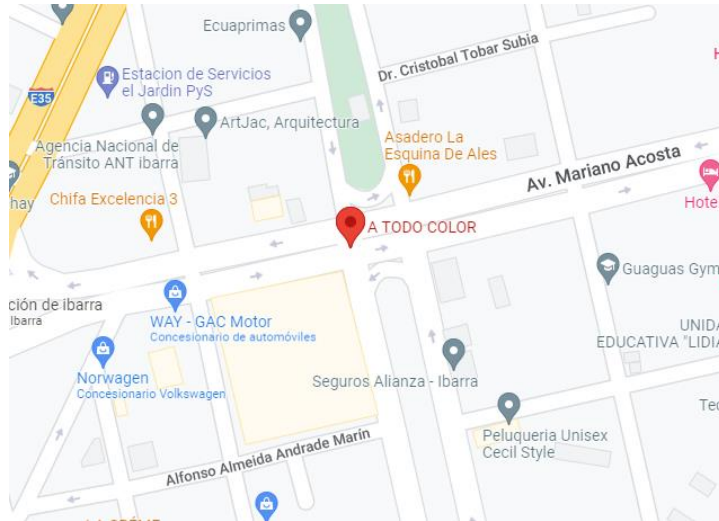 Ecuaprimas
Dr. Cristobal Tobar Subia
Estacion de Servicios
el Jardin PyS
E35
ArtJac, Arquitectura
Agencia Nacional de
Tránsito ANT ibarra
Asadero La
Esquina De Ales
Av. Mariano Acosta
hay
Chifa Excelencia 3
Hote
A TODO COLOR
Guaguas Gym
ción de ibarra
Ibarra
WAY - GAC Motor
Concesionario de automóviles
UNIDA
EDUCATIVA "LIDIA
Norwagen
Concesionario Volkswagen
Seguros Alianza - Ibarra
Tec
Peluqueria Unisex
Cecil Style
Alfonso Almeida Andrade Marín